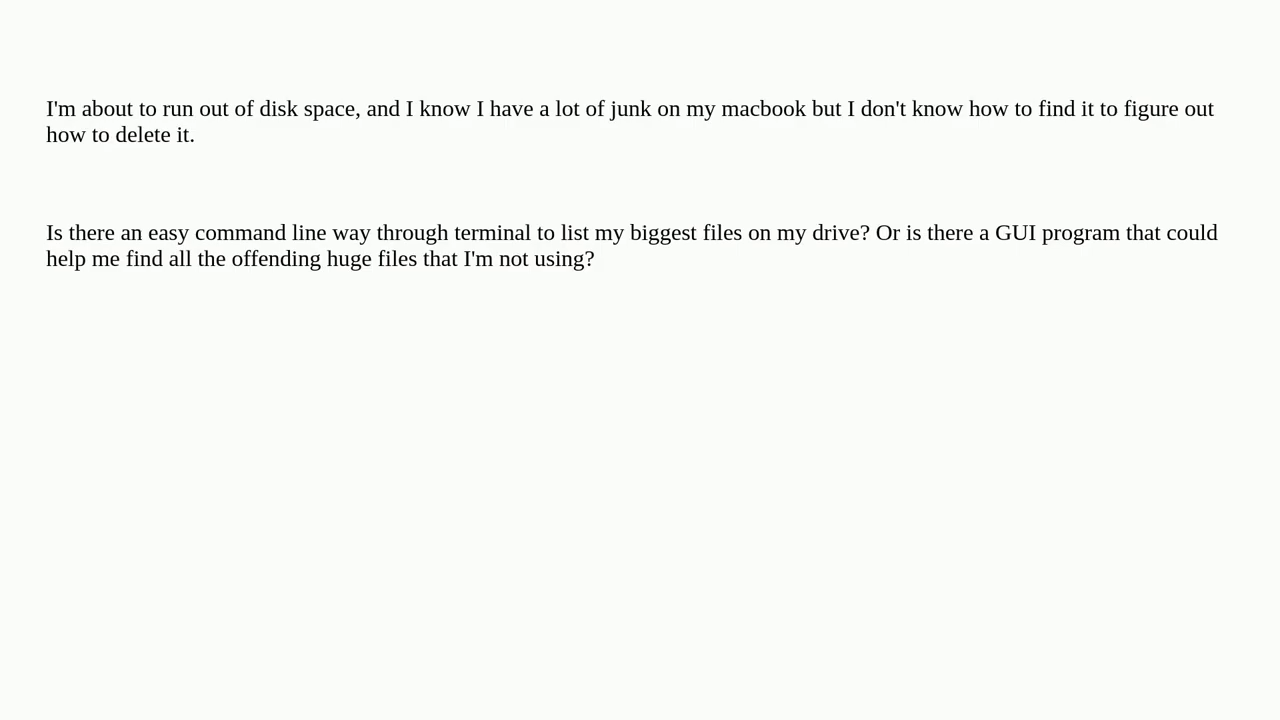 I'm about to run out of disk space, and I know I have a lot of junk on my macbook but I don't know how to find it to figure out
how to delete it.
Is there an easy command line way through terminal to list my biggest files on my drive? Or is there a GUI program that could
help me find all the offending huge files that I'm not using?